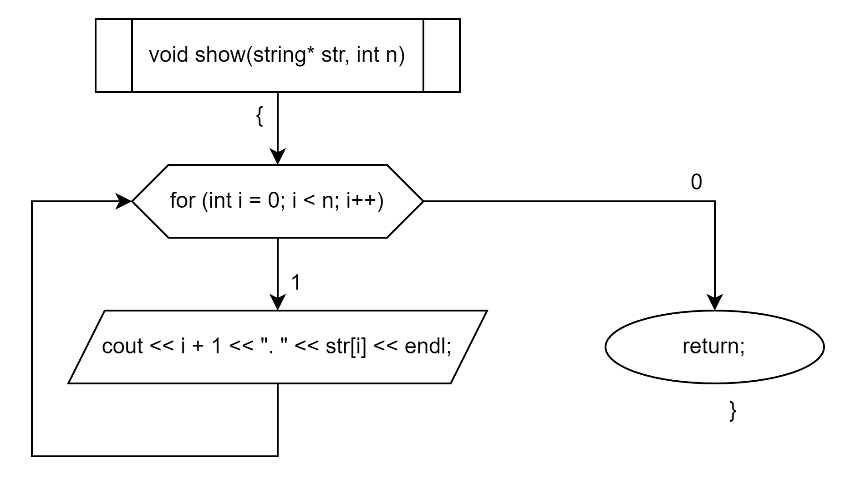 void show(string* str, int n)
{
for (int i = 0; i < n; i++)
0
1
cout << i + 1 << ". " << str[i] << endl;
return;
}